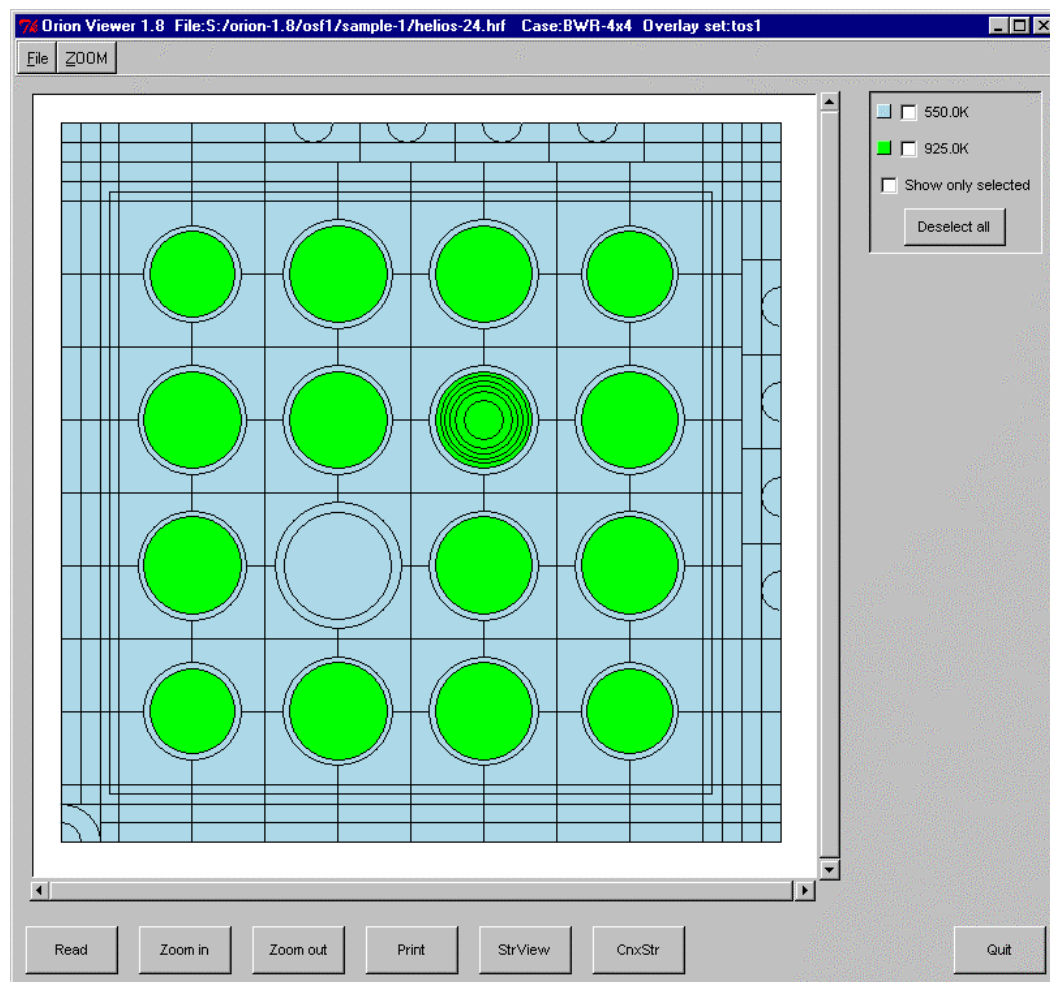 Orion Viewer 1.8 File:S:/orion-1.8/osf1/sample-1/helios-24.hrf Case:BWR-4x4 Overlay set:tos1
File ZOOM
550.0K
925.0K
Show only selected
Deselect all
Read Zoom in Zoom out Print StrView CnxStr Quit